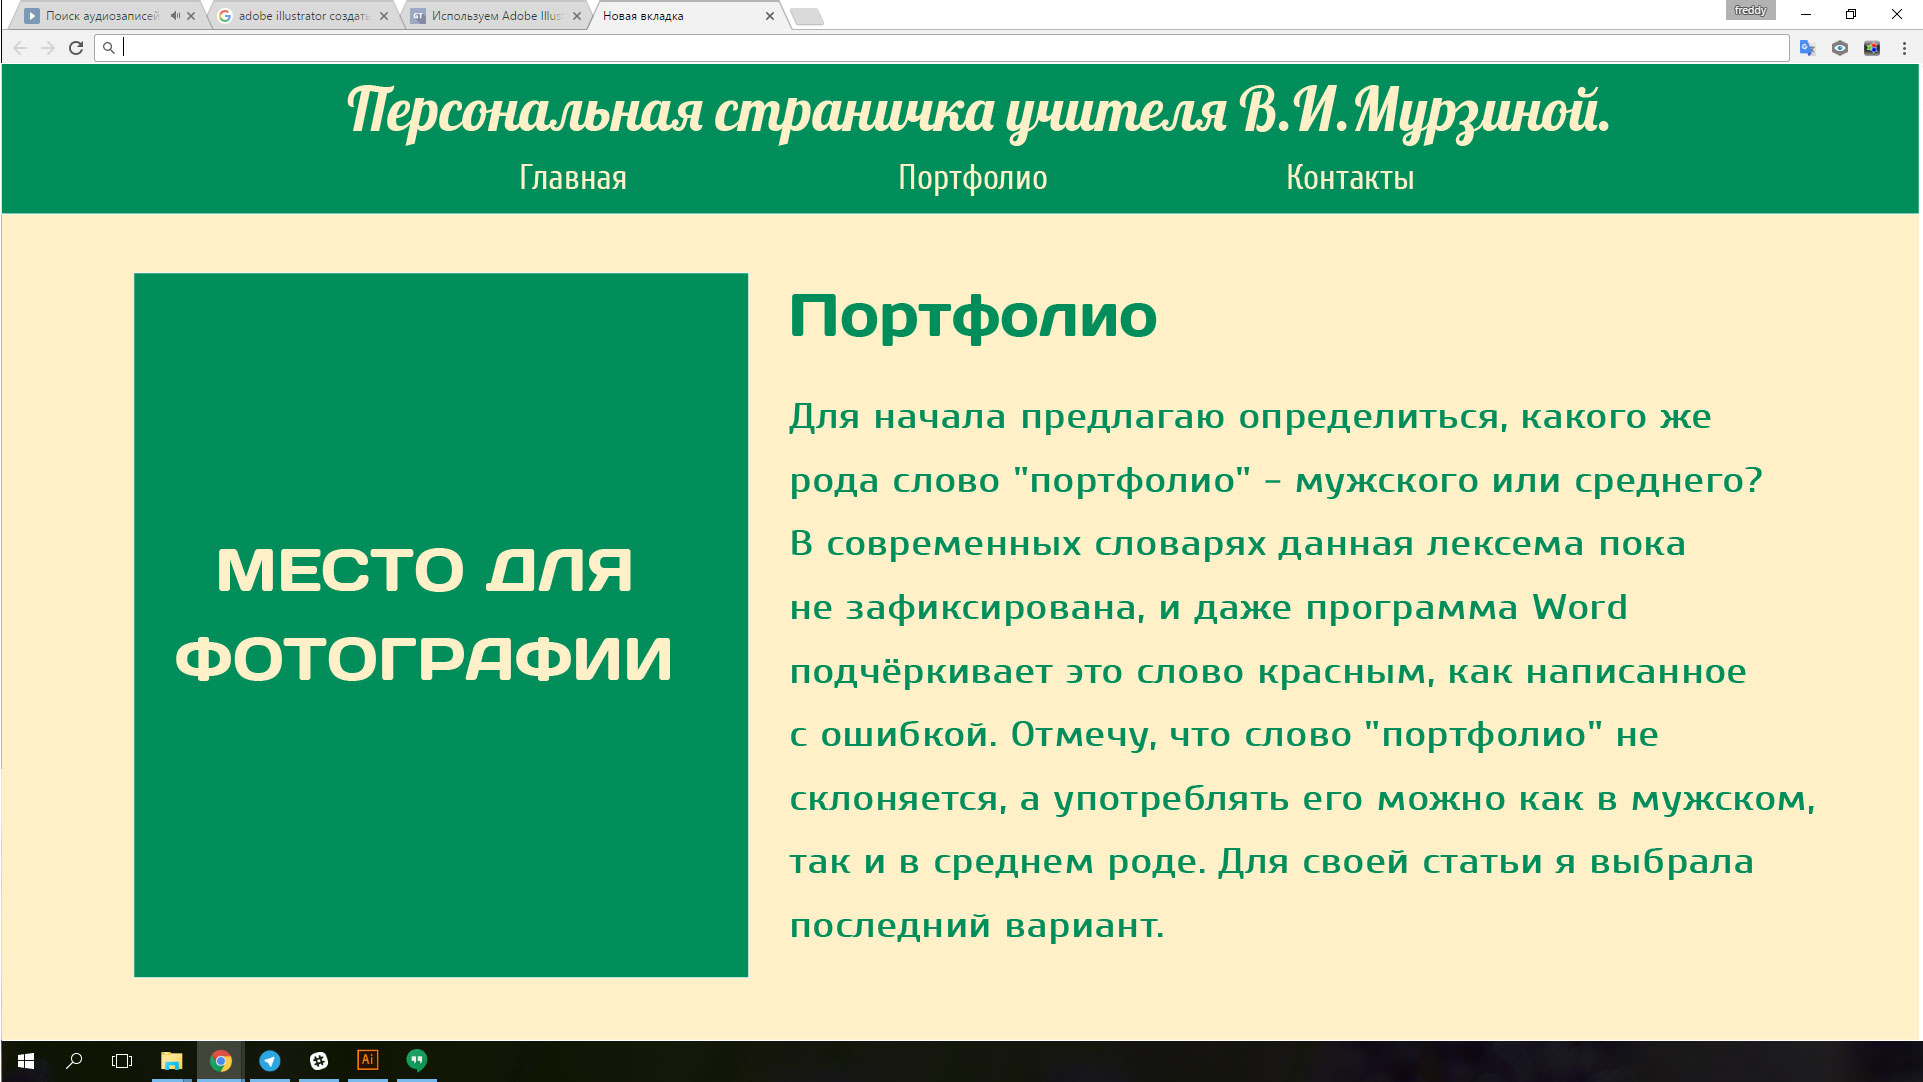 Поиск аудиозаписей
adobe illustrator создать
GT Используем Adobe Illus
Новая вкладка
freddy
Персональная страничка учителя В.И.Мурзиной.
Главная Портфолио Контакты
МЕСТО ДЛЯ
ФОТОГРАФИИ
Портфолио
Для начала предлагаю определиться, какого же
рода слово "портфолио" - мужского или среднего?
В современных словарях данная лексема пока
не зафиксирована, и даже программа Word
подчёркивает это слово красным, как написанное
с ошибкой. Отмечу, что слово "портфолио" не
склоняется, а употреблять его можно как в мужском,
так и в среднем роде. Для своей статьи я выбрала
последний вариант.
Ai